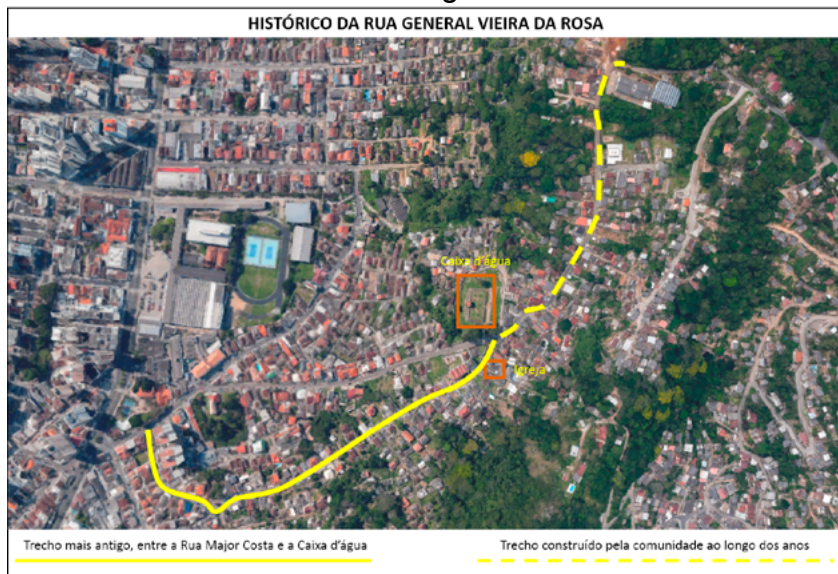 HISTÓRICO DA RUA GENERAL VIEIRA DA ROSA
Caixa d'água
Igreja
Trecho mais antigo, entre a Rua Major Costa e a Caixa d'água
Trecho construído pela comunidade ao longo dos anos